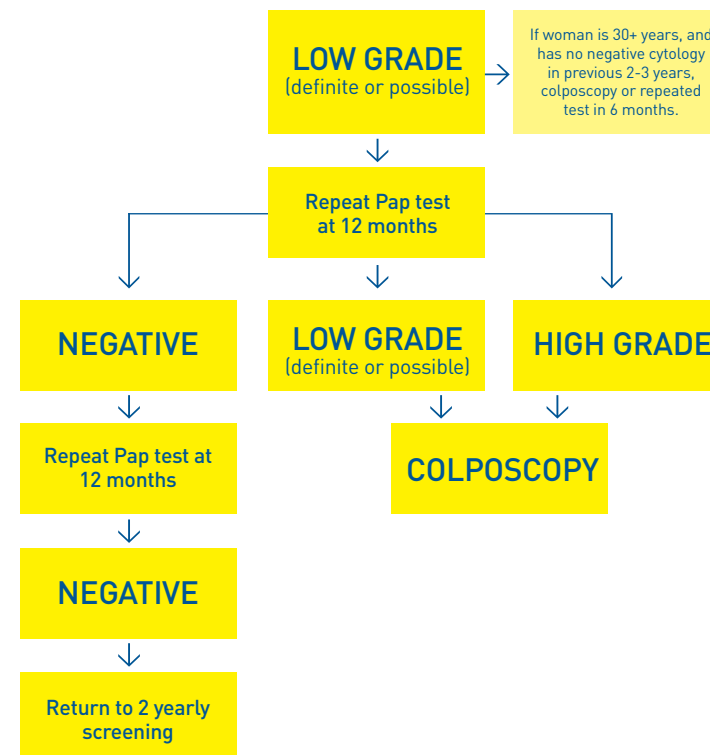 LOW GRADE
(definite or possible)
If woman is 30+ years, and
has no negative cytology
in previous 2-3 years,
colposcopy or repeated
test in 6 months.
Repeat Pap test
at 12 months
NEGATIVE
LOW GRADE
(definite or possible)
HIGH GRADE
Repeat Pap test at
12 months
COLPOSCOPY
NEGATIVE
Return to 2 yearly
screening